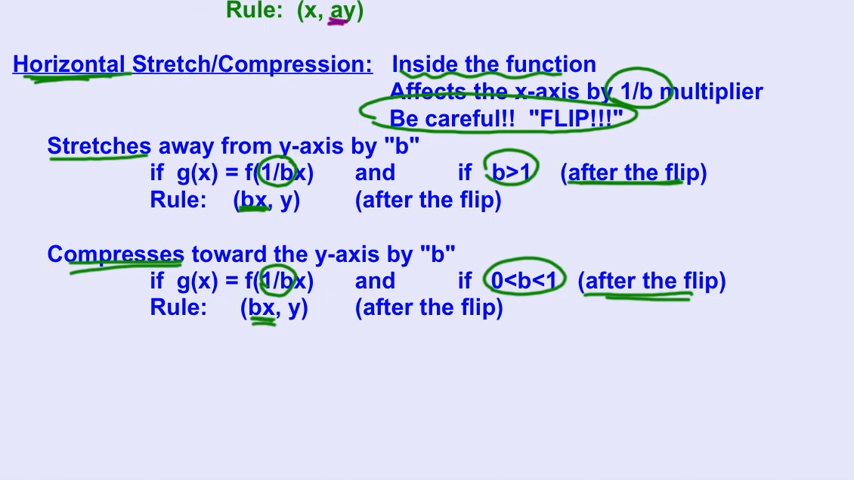 Rule: (x, ay)
Horizontal Stretch/Compression: Inside the function
Affects the x-axis by 1/b multiplier
Be careful!! "FLIP!!!"
Stretches away from y-axis by "b"
if g(x) = f(1/bx) and if b>1 (after the flip)
Rule: (bx, y) (after the flip)
Compresses toward the y-axis by "b"
if g(x) = f(1/bx) and if 0<b<1 (after the flip)
Rule: (bx, y) (after the flip)